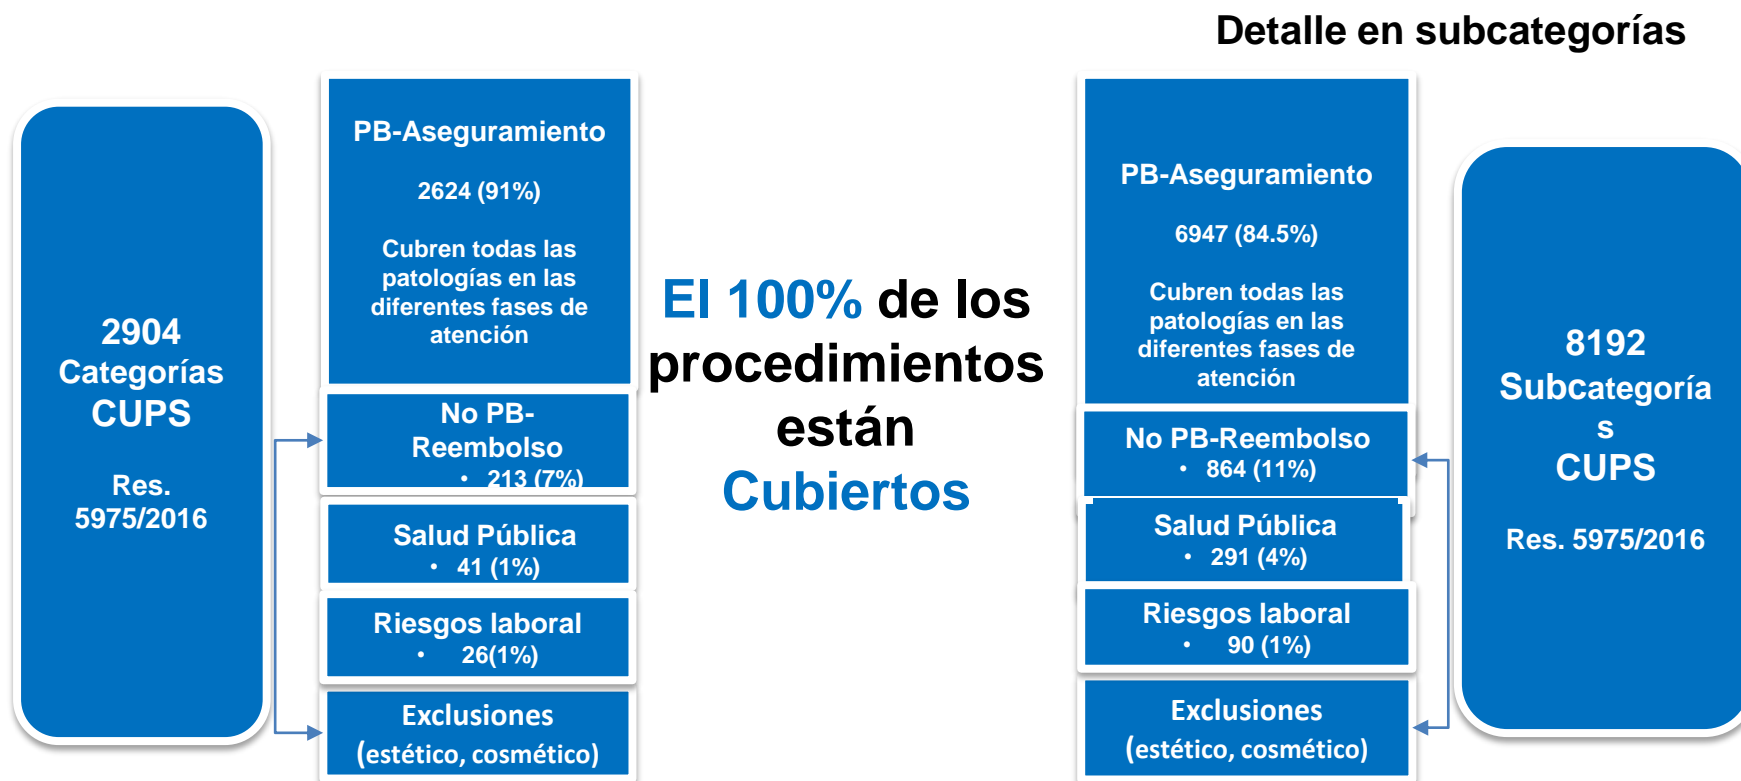 Detalle en subcategorías
2904
Categorías
CUPS
Res.
5975/2016
PB-Aseguramiento
2624 (91%)
Cubren todas las
patologías en las
diferentes fases de
atención
No PB-
Reembolso
• 213 (7%)
Salud Pública
• 41 (1%)
Riesgos laboral
• 26(1%)
Exclusiones
(estético, cosmético)
El 100% de los
procedimientos
están
Cubiertos
PB-Aseguramiento
6947 (84.5%)
Cubren todas las
patologías en las
diferentes fases de
atención
No PB-Reembolso
• 864 (11%)
Salud Pública
• 291 (4%)
Riesgos laboral
• 90 (1%)
Exclusiones
(estético, cosmético)
8192
Subcategoría
s
CUPS
Res. 5975/2016